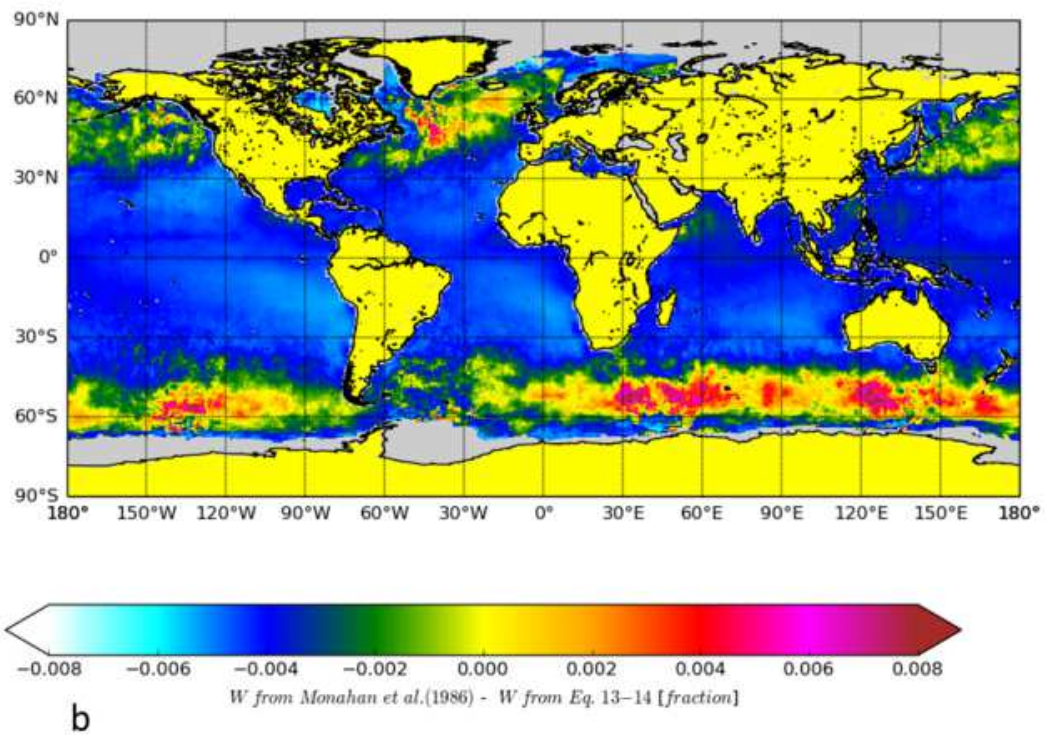 90°N
60°N
30°N
0°
30°S
60°S
90°S
180° 150°W 120°W 90°W 60°W 30°W 0° 30°E 60°E 90°E 120°E 150°E 180°
−0.008 −0.006 −0.004 −0.002 0.000 0.002 0.004 0.006 0.008
W from Monahan et al.(1986) - W from Eq. 13−14 [fraction]
b